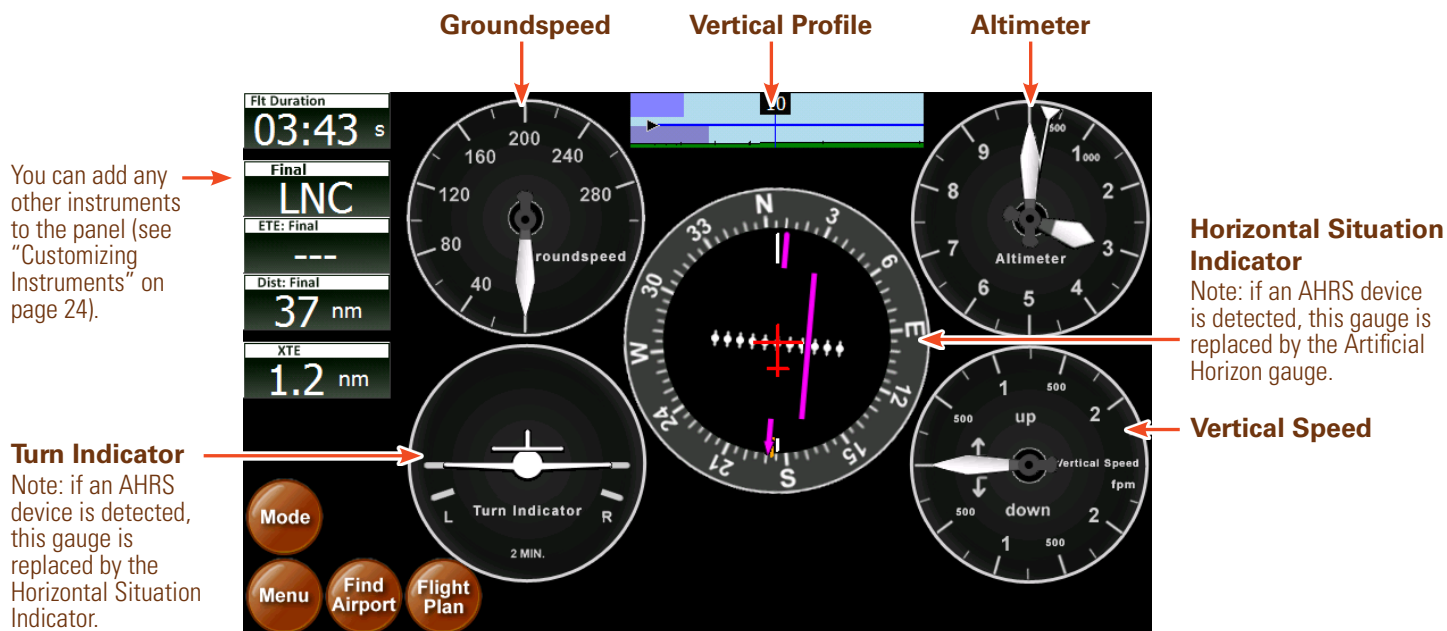 Groundspeed
Vertical Profile
Altimeter
You can add any
other instruments
to the panel (see
“Customizing
Instruments” on
page 24).
Turn Indicator
Note: if an AHRS
device is detected,
this gauge is
replaced by the
Horizontal Situation
Indicator.
Flt Duration
03:43 s
Final
LNC
ETE: Final
---
Dist: Final
37 nm
XTE
1.2 nm
Mode
Menu
Find
Airport
Flight
Plan
40
80
120
160
200
240
280
roundspeed
L
R
Turn Indicator
2 MIN.
10
N
3
6
E
12
15
S
21
24
W
30
33
500
1000
2
3
4
5
6
7
8
9
Altimeter
1
500
2
500
up
Vertical Speed
fpm
down
500
2
1
500
Horizontal Situation
Indicator
Note: if an AHRS device
is detected, this gauge is
replaced by the Artificial
Horizon gauge.
Vertical Speed